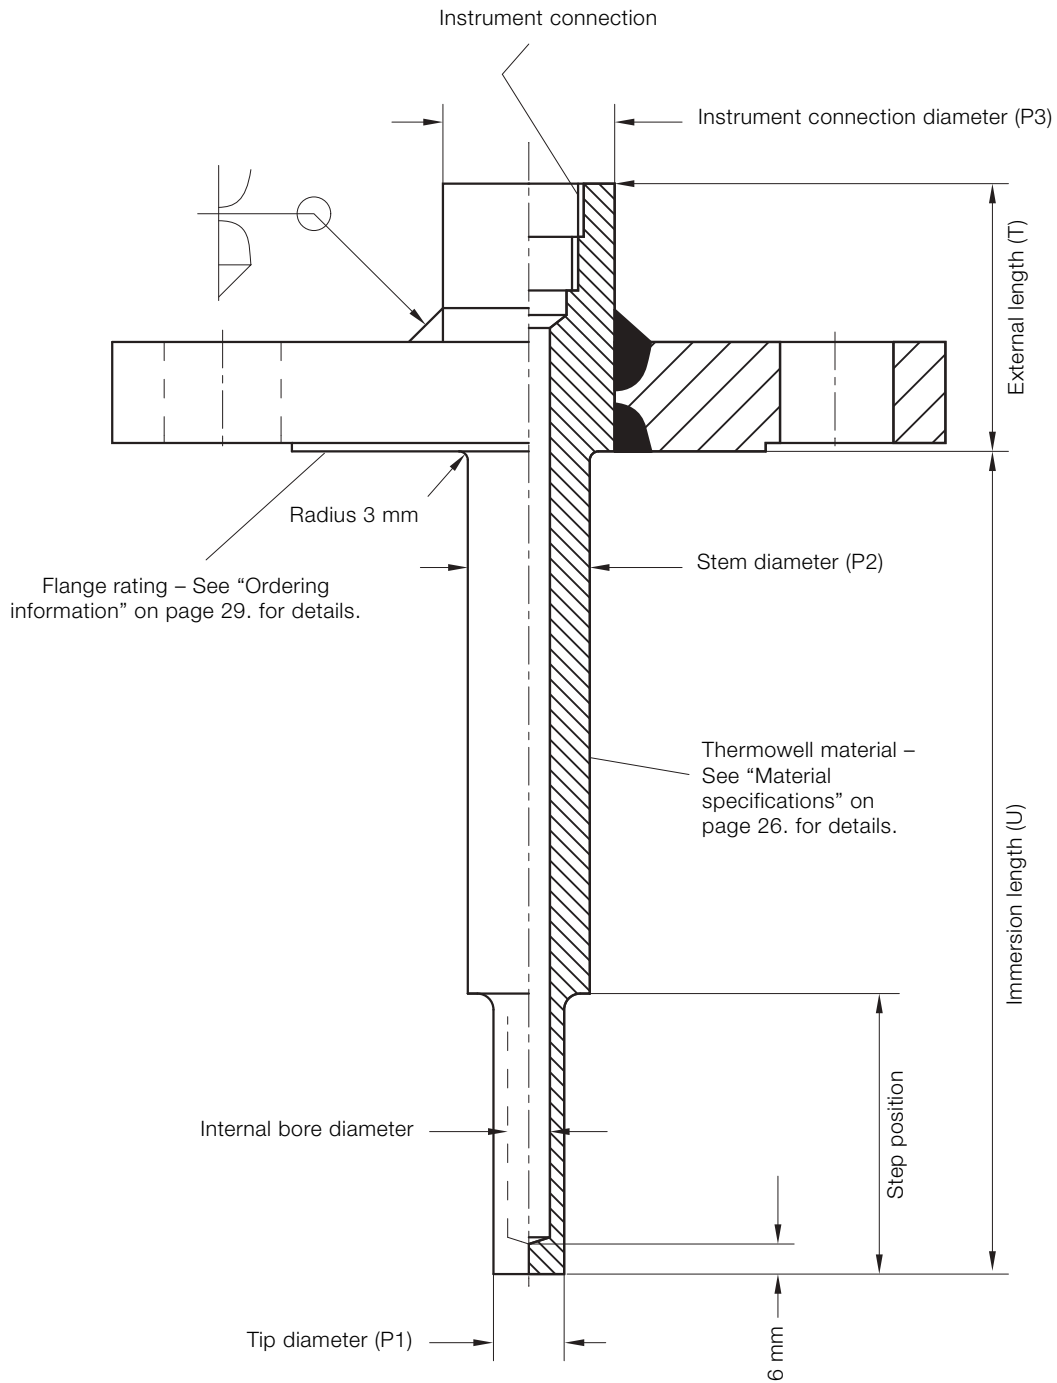 Instrument connection
Instrument connection diameter (P3)
External length (T)
Radius 3 mm
Stem diameter (P2)
Flange rating – See “Ordering
information” on page 29. for details.
Thermowell material –
See “Material
specifications” on
page 26. for details.
Immersion length (U)
Internal bore diameter
Step position
Tip diameter (P1)
6 mm